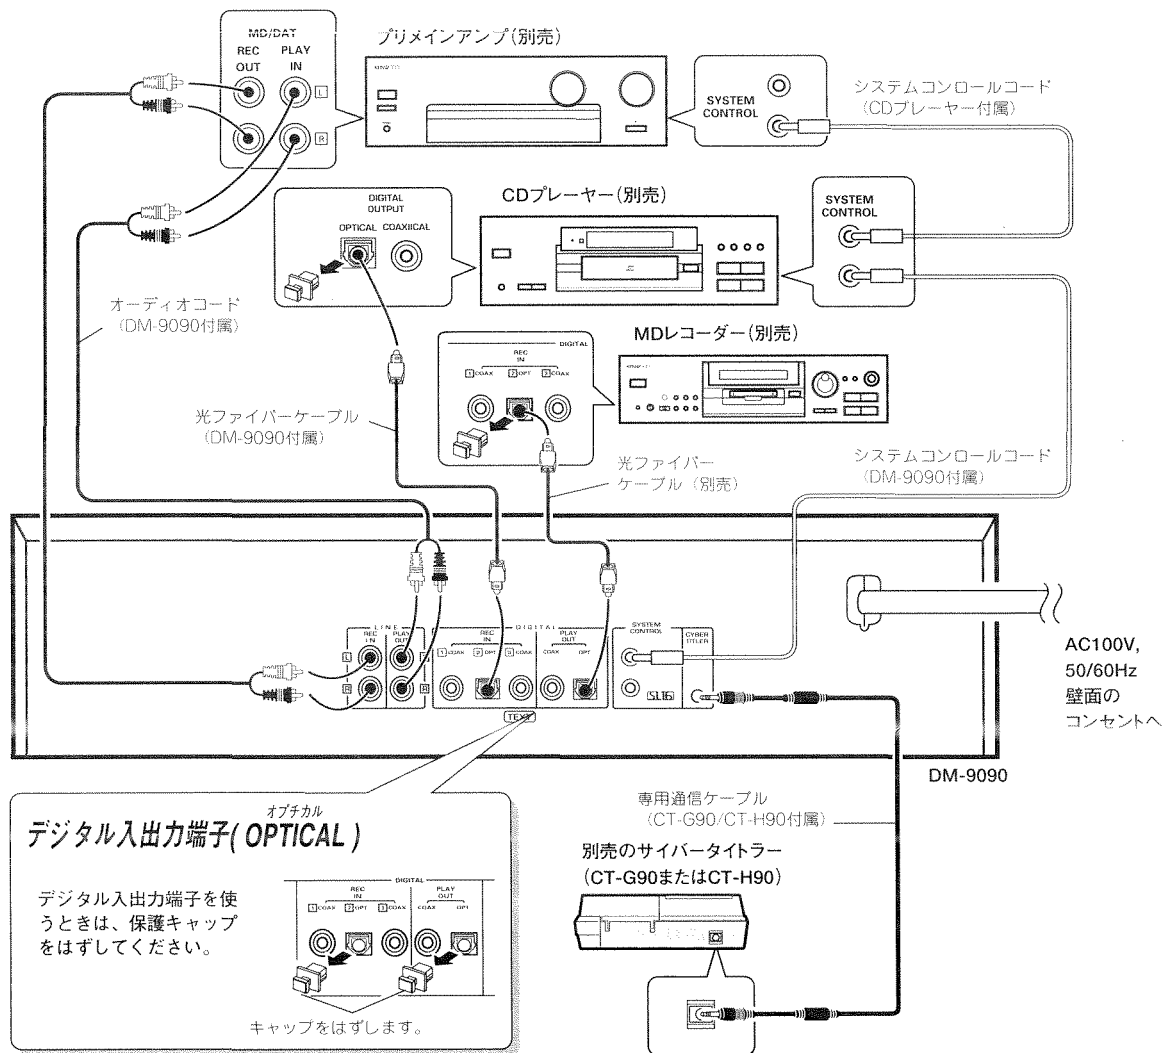 MD/DAT
REC OUT
PLAY IN
L
R
プリメインアンプ(別売)
SYSTEM CONTROL
システムコントロールコード
(CDプレーヤー付属)
DIGITAL OUTPUT
OPTICAL COAXIICAL
CDプレーヤー(別売)
SYSTEM CONTROL
オーディオコード
(DM-9090付属)
DIGITAL
REC IN
1 COAX 2 OPT 3 COAX
MDレコーダー(別売)
光ファイバーケーブル
(DM-9090付属)
光ファイバー
ケーブル (別売)
システムコンロールコード
(DM-9090付属)
LINE
REC IN
PLAY OUT
L
R
L
R
DIGITAL
REC IN
1 COAX 2 OPT 3 COAX
PLAY OUT
COAX OPT
SYSTEM CONTROL
SL16
CYBER TITLER
TEXT
AC100V,
50/60Hz
壁面の
コンセントへ
DM-9090
オプチカル
デジタル入出力端子( OPTICAL )
デジタル入出力端子を使
うときは、保護キャップ
をはずしてください。
DIGITAL
REC IN
PLAY OUT
1 COAX 2 OPT 3 COAX
COAX OPT
キャップをはずします。
専用通信ケーブル
(CT-G90/CT-H90付属)
別売のサイバータイトラー
(CT-G90またはCT-H90)